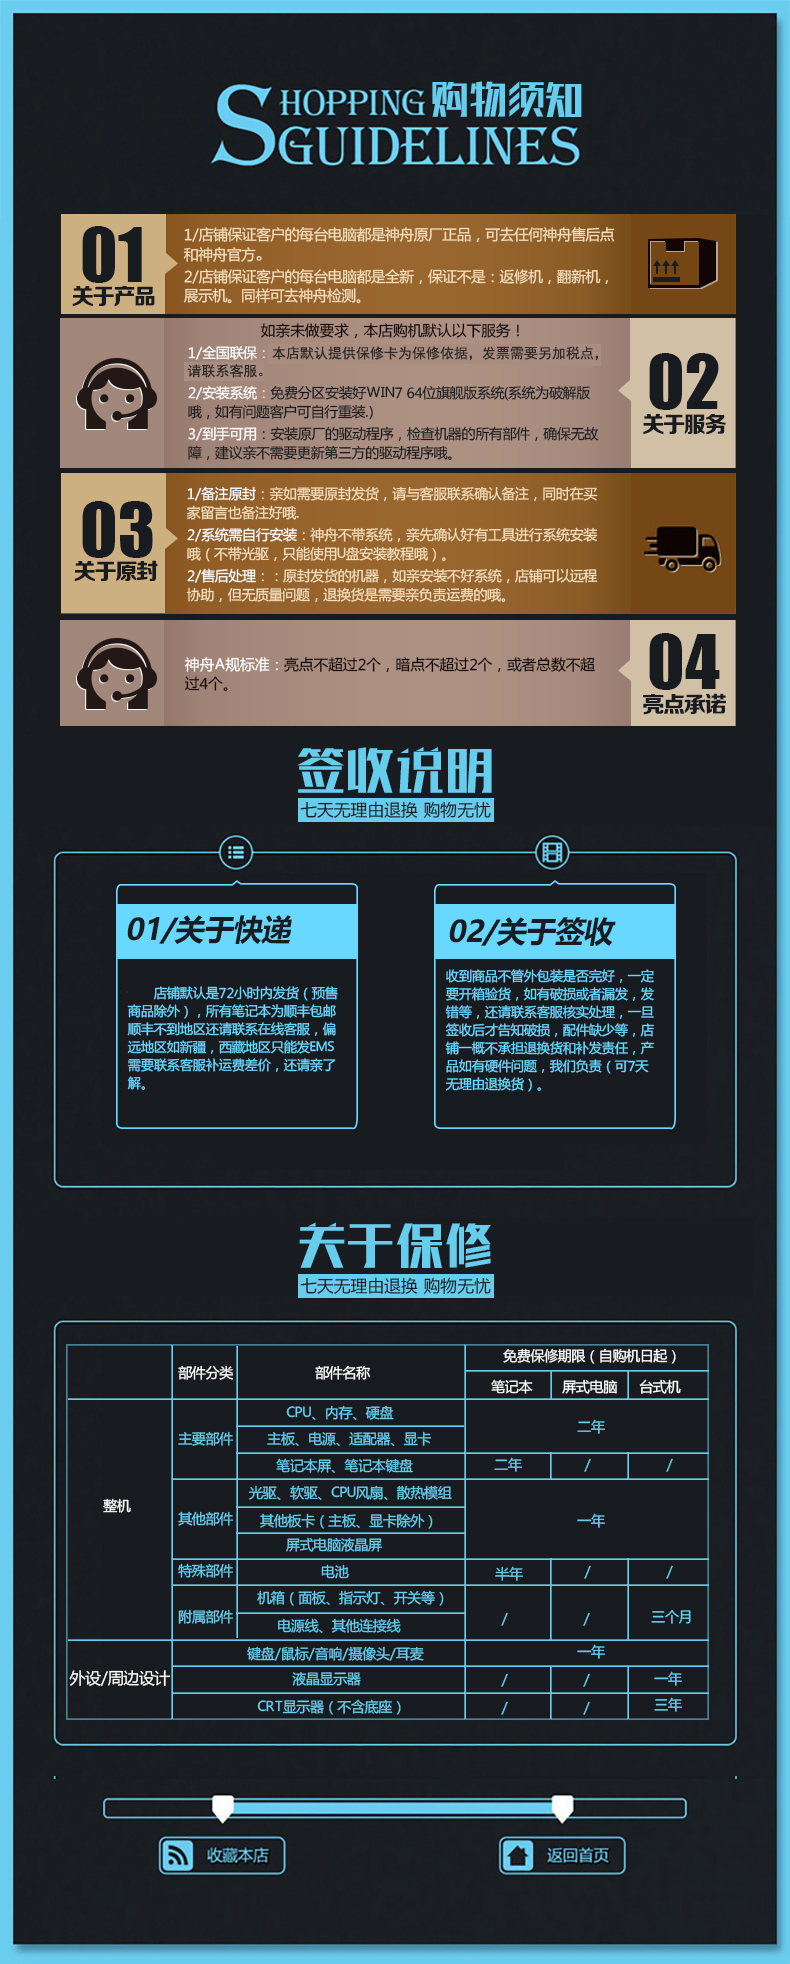 SHOPPING 购物须知
GUIDELINES
01
关于产品
1/店铺保证客户的每台电脑都是神舟原厂正品，可去任何神舟售后点
和神舟官方。
2/店铺保证客户的每台电脑都是全新，保证不是：返修机，翻新机，
展示机。同样可去神舟检测。
如亲未做要求，本店购机默认以下服务！
1/全国联保：本店默认提供保修卡为保修依据，发票需要另加税点，
请联系客服。
2/安装系统：免费分区安装好WIN7 64位旗舰版系统(系统为破解版
哦，如有问题客户可自行重装.)
3/到手可用：安装原厂的驱动程序，检查机器的所有部件，确保无故
障，建议亲不需要更新第三方的驱动程序哦。
02
关于服务
03
关于原封
1/备注原封：亲如需要原封发货，请与客服联系确认备注，同时在买
家留言也备注好哦.
2/系统需自行安装：神舟不带系统，亲先确认好有工具进行系统安装
哦（不带光驱，只能使用U盘安装教程哦）。
2/售后处理：：原封发货的机器，如亲安装不好系统，店铺可以远程
协助，但无质量问题，退换货是需要亲负责运费的哦。
神舟A规标准：亮点不超过2个，暗点不超过2个，或者总数不超
过4个。
04
亮点承诺
签收说明
七天无理由退换 购物无忧
01/关于快递
店铺默认是72小时内发货（预售
商品除外），所有笔记本为顺丰包邮
顺丰不到地区还请联系在线客服，偏
远地区如新疆，西藏地区只能发EMS
需要联系客服补运费差价，还请亲了
解。
02/关于签收
收到商品不管外包装是否完好，一定
要开箱验货，如有破损或者漏发，发
错等，还请联系客服核实处理，一旦
签收后才告知破损，配件缺少等，店
铺一概不承担退换货和补发责任，产
品如有硬件问题，我们负责（可7天
无理由退换货）。
关于保修
七天无理由退换 购物无忧
部件分类 部件名称 免费保修期限（自购机日起）
笔记本 屏式电脑 台式机
整机 主要部件 CPU、内存、硬盘 二年
主板、电源、适配器、显卡
笔记本屏、笔记本键盘 二年 / /
其他部件 光驱、软驱、CPU风扇、散热模组 一年
其他板卡（主板、显卡除外）
屏式电脑液晶屏
特殊部件 电池 半年 / /
附属部件 机箱（面板、指示灯、开关等） / / 三个月
电源线、其他连接线
外设/周边设计 键盘/鼠标/音响/摄像头/耳麦 一年
液晶显示器 / / 一年
CRT显示器（不含底座） / / 三年
收藏本店
返回首页